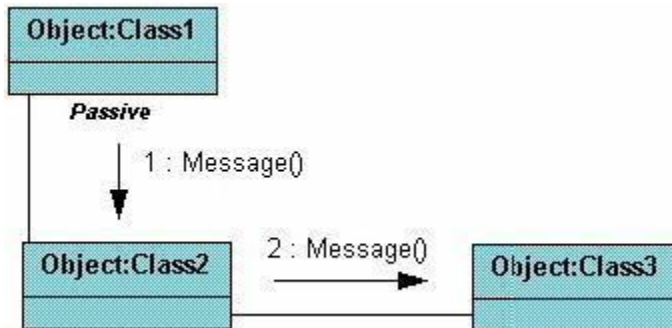 Object:Class1
Passive
1 : Message()
Object:Class2
2 : Message()
Object:Class3